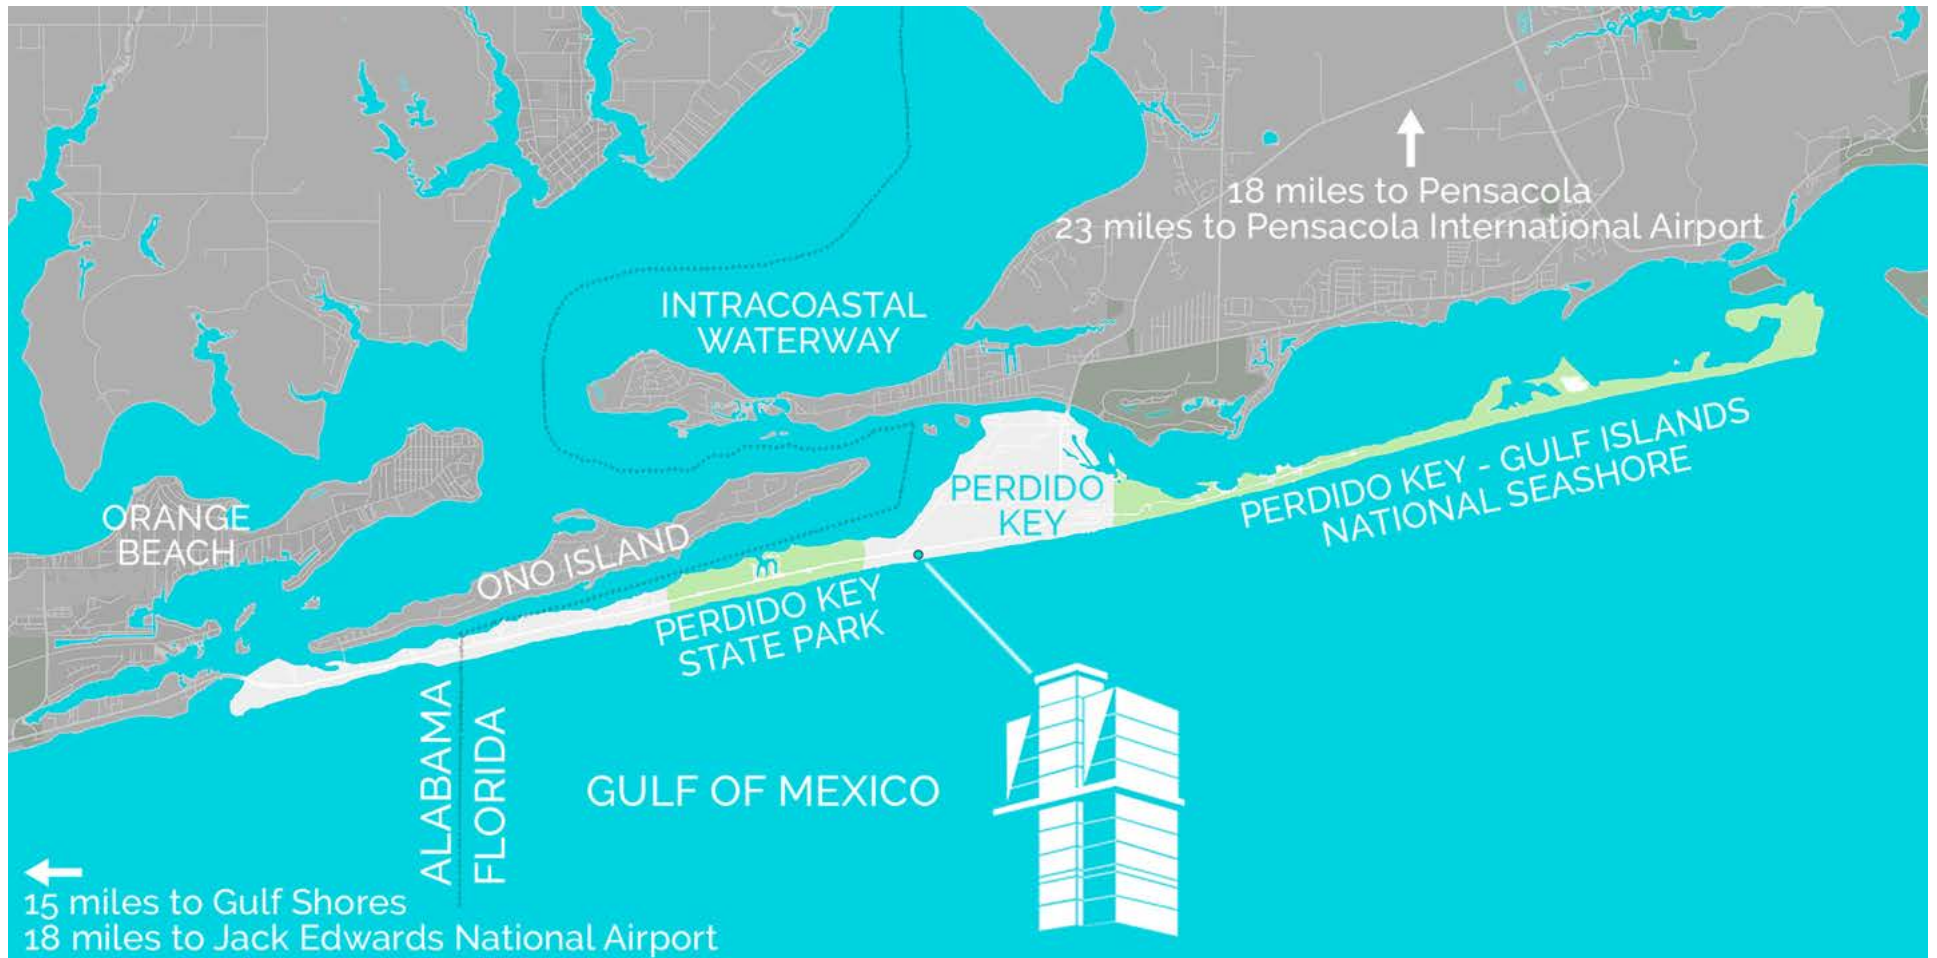 18 miles to Pensacola
23 miles to Pensacola International Airport
INTRACOASTAL
WATERWAY
PERDIDO KEY - GULF ISLANDS
NATIONAL SEASHORE
PERDIDO
KEY
ORANGE
BEACH
ONO ISLAND
PERDIDO KEY
STATE PARK
ALABAMA
FLORIDA
GULF OF MEXICO
15 miles to Gulf Shores
18 miles to Jack Edwards National Airport